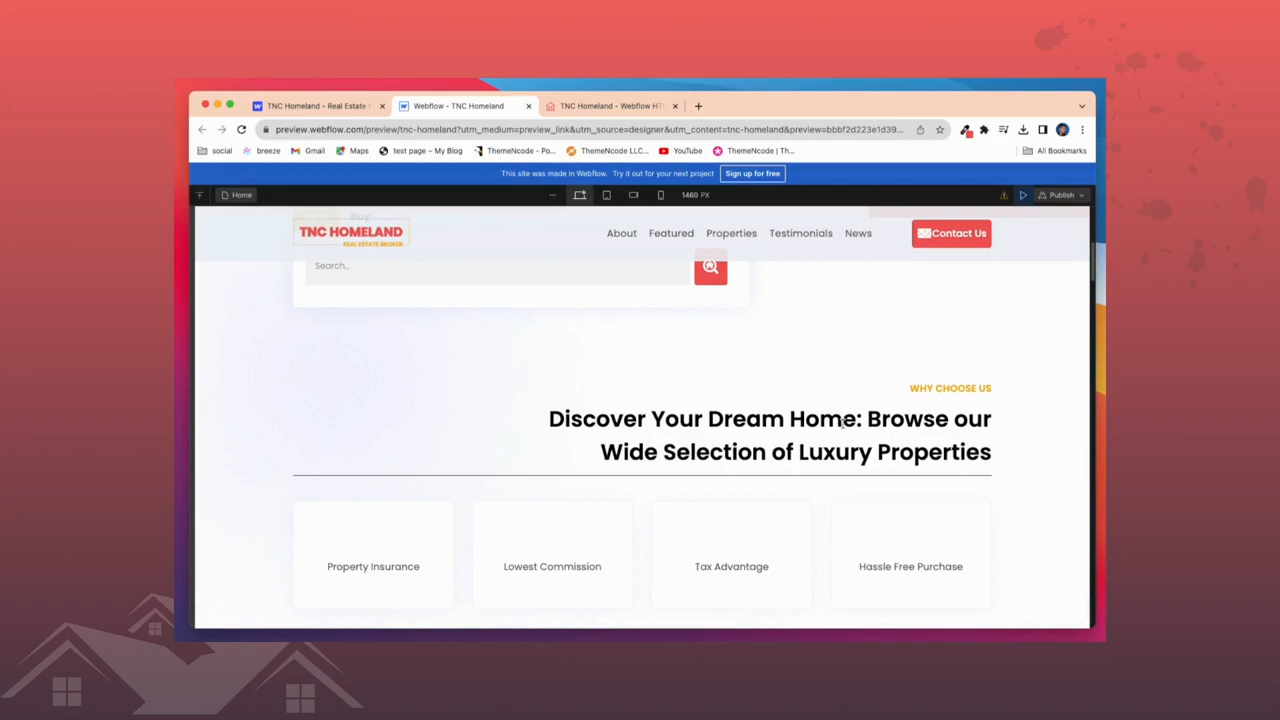 TNC Homeland - Real Estate
Webflow - TNC Homeland
TNC Homeland - Webflow HT
preview.webflow.com/preview/tnc-homeland?utm_medium=preview_link&utm_source=designer&utm_content=tnc-homeland&preview=bbbf2d223e1d39...
social breeze Gmail Maps test page – My Blog ThemeNcode - Po... ThemeNcode LLC... YouTube ThemeNcode | Th... All Bookmarks
This site was made in Webflow. Try it out for your next project Sign up for free
Home ... 1460 PX Publish
Buy
TNC HOMELAND
REAL ESTATE BROKER
About Featured Properties Testimonials News Contact Us
Search...
WHY CHOOSE US
Discover Your Dream Home: Browse our
Wide Selection of Luxury Properties
Property Insurance Lowest Commission Tax Advantage Hassle Free Purchase